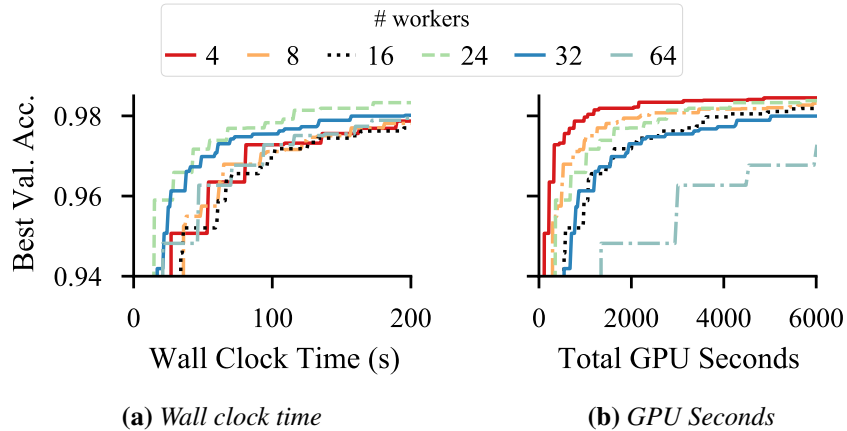 # workers
4 8 16 24 32 64
Best Val. Acc.
0.98
0.96
0.94
0 100 200
Wall Clock Time (s)
0 2000 4000 6000
Total GPU Seconds
(a) Wall clock time
(b) GPU Seconds